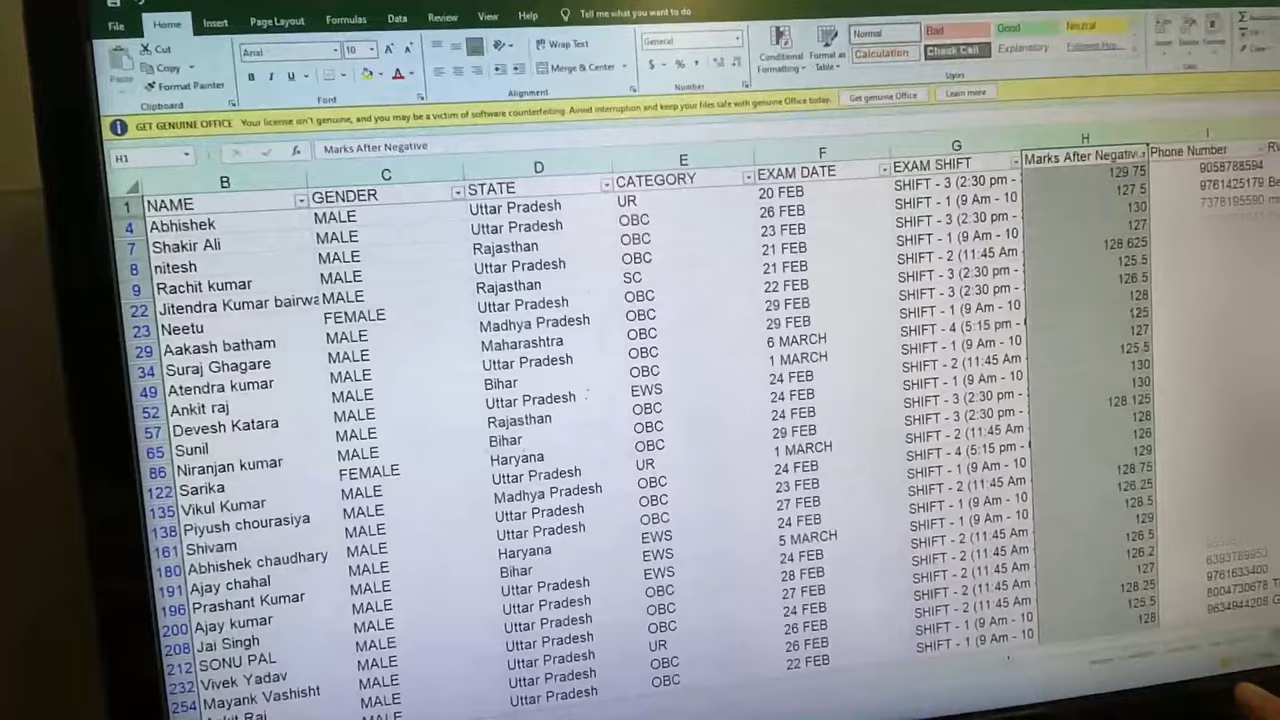 File Home Insert Page Layout Formulas Data Review View Help Tell me what you want to do
Cut
Copy
Format Painter
Paste
Clipboard
Arial 10
B I U
Font
Wrap Text
Merge & Center
Alignment
General
$ % ,
Number
Conditional Formatting
Format as Table
Normal Bad Good Neutral
Calculation Check Cell Explanatory
Styles
GET GENUINE OFFICE Your license isn't genuine, and you may be a victim of software counterfeiting. Avoid interruption and keep your files safe with genuine Office today. Get genuine Office Learn more
H1 fx Marks After Negative
B C D E F G H I
1
4
7
8
9
22
23
29
34
49
52
57
65
86
122
135
138
161
180
191
196
200
208
212
232
254
NAME
Abhishek
Shakir Ali
nitesh
Rachit kumar
Jitendra Kumar bairwa
Neetu
Aakash batham
Suraj Ghagare
Atendra kumar
Ankit raj
Devesh Katara
Sunil
Niranjan kumar
Sarika
Vikul Kumar
Piyush chourasiya
Shivam
Abhishek chaudhary
Ajay chahal
Prashant Kumar
Ajay kumar
Jai Singh
SONU PAL
Vivek Yadav
Mayank Vashisht
Ankit Raj
GENDER
MALE
MALE
MALE
MALE
MALE
FEMALE
MALE
MALE
MALE
MALE
MALE
MALE
MALE
FEMALE
MALE
MALE
MALE
MALE
MALE
MALE
MALE
MALE
MALE
MALE
MALE
MALE
MALE
STATE
Uttar Pradesh
Uttar Pradesh
Rajasthan
Uttar Pradesh
Rajasthan
Uttar Pradesh
Madhya Pradesh
Maharashtra
Uttar Pradesh
Bihar
Uttar Pradesh
Rajasthan
Bihar
Haryana
Uttar Pradesh
Madhya Pradesh
Uttar Pradesh
Uttar Pradesh
Haryana
Bihar
Uttar Pradesh
Uttar Pradesh
Uttar Pradesh
Uttar Pradesh
Uttar Pradesh
Uttar Pradesh
Uttar Pradesh
CATEGORY
UR
OBC
OBC
OBC
SC
OBC
OBC
OBC
OBC
OBC
EWS
OBC
OBC
OBC
UR
OBC
OBC
OBC
EWS
EWS
EWS
OBC
OBC
OBC
UR
OBC
OBC
EXAM DATE
20 FEB
26 FEB
23 FEB
21 FEB
21 FEB
22 FEB
29 FEB
29 FEB
6 MARCH
1 MARCH
24 FEB
24 FEB
24 FEB
29 FEB
1 MARCH
24 FEB
23 FEB
27 FEB
24 FEB
5 MARCH
24 FEB
28 FEB
27 FEB
24 FEB
26 FEB
26 FEB
22 FEB
EXAM SHIFT
SHIFT - 3 (2:30 pm -
SHIFT - 1 (9 Am - 10
SHIFT - 3 (2:30 pm -
SHIFT - 1 (9 Am - 10
SHIFT - 2 (11:45 Am
SHIFT - 3 (2:30 pm -
SHIFT - 3 (2:30 pm -
SHIFT - 1 (9 Am - 10
SHIFT - 4 (5:15 pm -
SHIFT - 1 (9 Am - 10
SHIFT - 2 (11:45 Am
SHIFT - 1 (9 Am - 10
SHIFT - 3 (2:30 pm -
SHIFT - 3 (2:30 pm -
SHIFT - 2 (11:45 Am
SHIFT - 4 (5:15 pm -
SHIFT - 1 (9 Am - 10
SHIFT - 2 (11:45 Am
SHIFT - 1 (9 Am - 10
SHIFT - 1 (9 Am - 10
SHIFT - 2 (11:45 Am
SHIFT - 2 (11:45 Am
SHIFT - 2 (11:45 Am
SHIFT - 2 (11:45 Am
SHIFT - 2 (11:45 Am
SHIFT - 1 (9 Am - 10
SHIFT - 1 (9 Am - 10
Marks After Negativ
129.75
127.5
130
127
128.625
125.5
126.5
128
125
127
125.5
130
130
128.125
128
126
129
128.75
126.25
128.5
129
126.5
126.2
127
128.25
125.5
128
Phone Number
9058788594
9761425179
7378195590
6393789953
9761633400
8004730678
9634944208